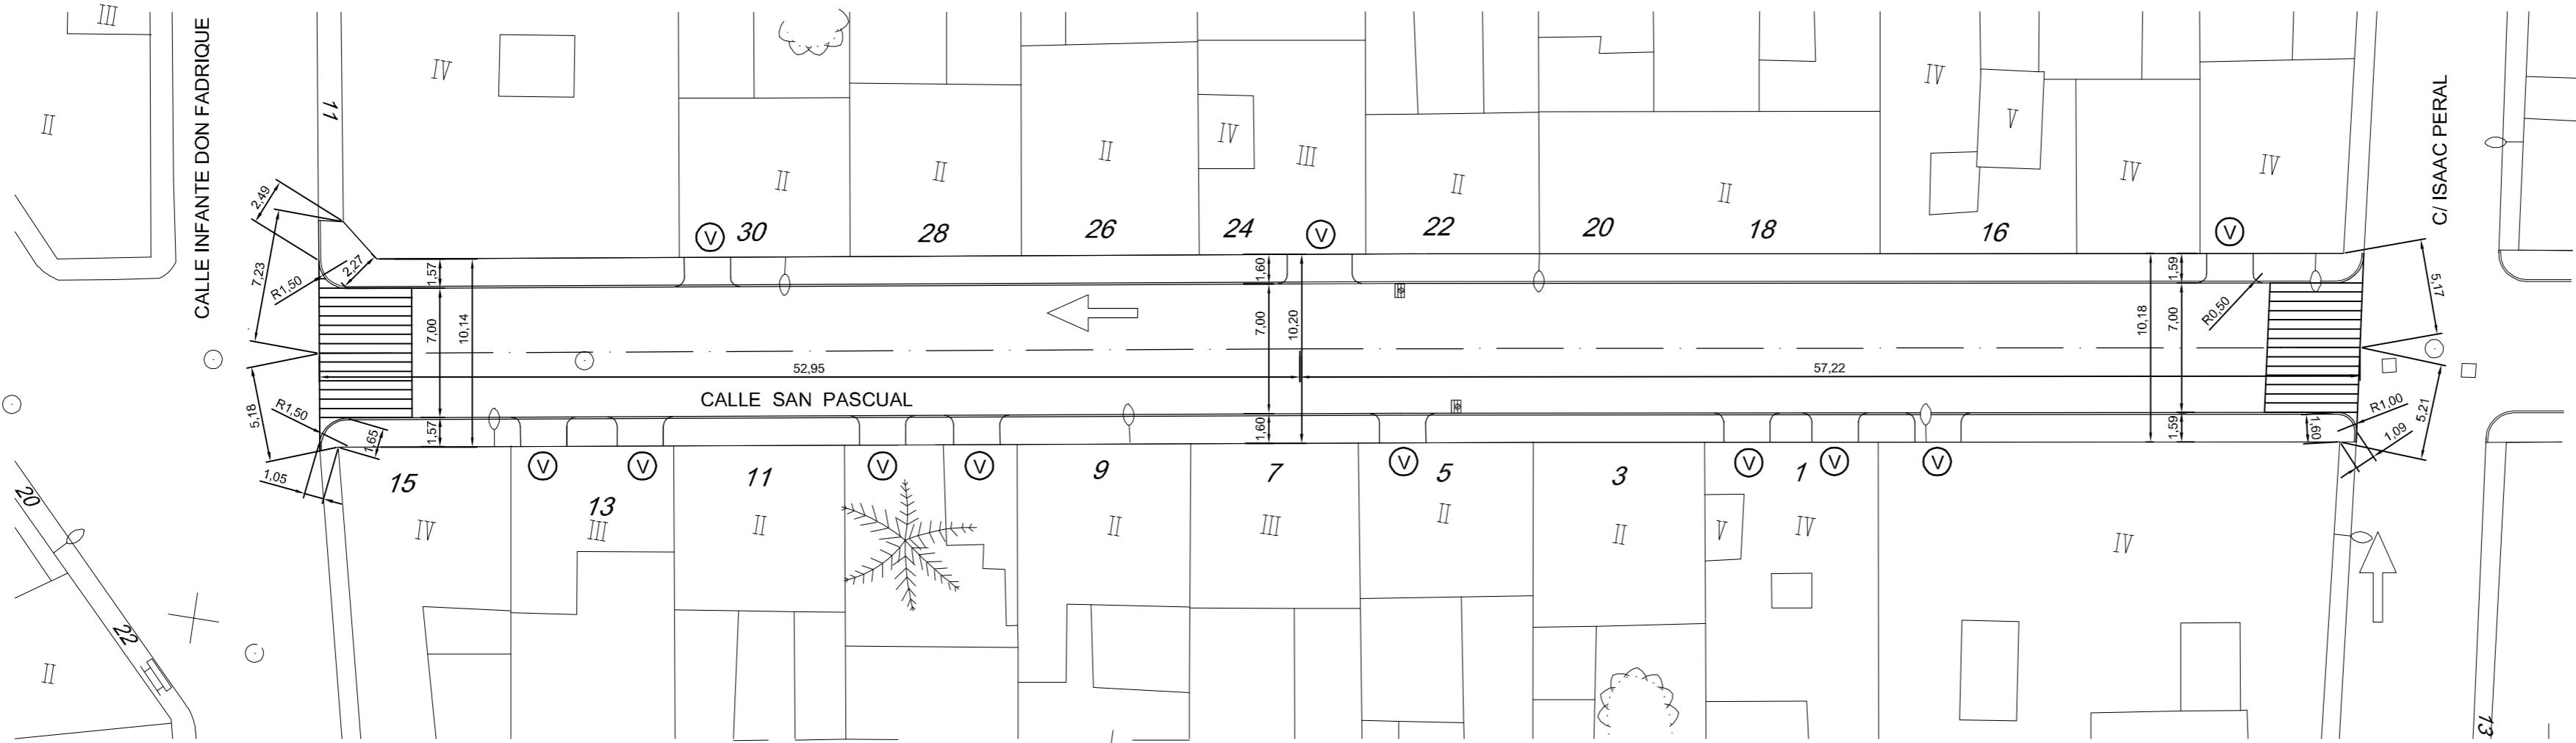 III
CALLE INFANTE DON FADRIQUE
11
II
IV
II
II
II
IV
III
II
II
IV
V
IV
IV
C/ ISAAC PERAL
V
30
28
26
24
V
22
20
18
16
V
2,49
7,23
R1,50
2,27
1,57
7,00
10,14
1,60
7,00
10,20
10,18
1,59
7,00
R0,50
5,17
52,95
57,22
CALLE SAN PASCUAL
5,18
R1,50
1,65
1,57
1,05
1,60
1,59
1,60
R1,00
5,21
1,09
15
V
13
V
11
V
V
9
7
V
5
3
V
1
V
V
IV
III
II
II
III
II
II
V
IV
IV
20
22
II
13